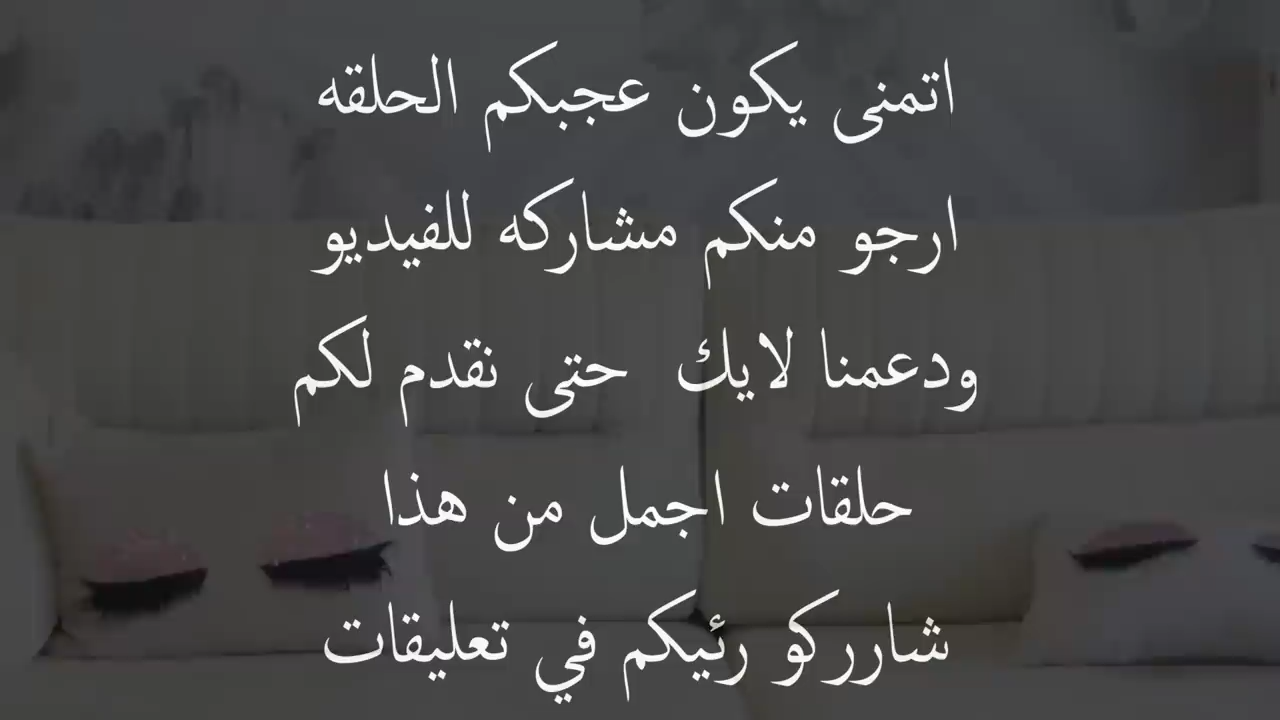 اتمنى يكون عجبكم الحلقه
ارجو منكم مشاركه للفيديو
ودعمنا لايك حتى نقدم لكم
حلقات اجمل من هذا
شارركو رئيكم في تعليقات